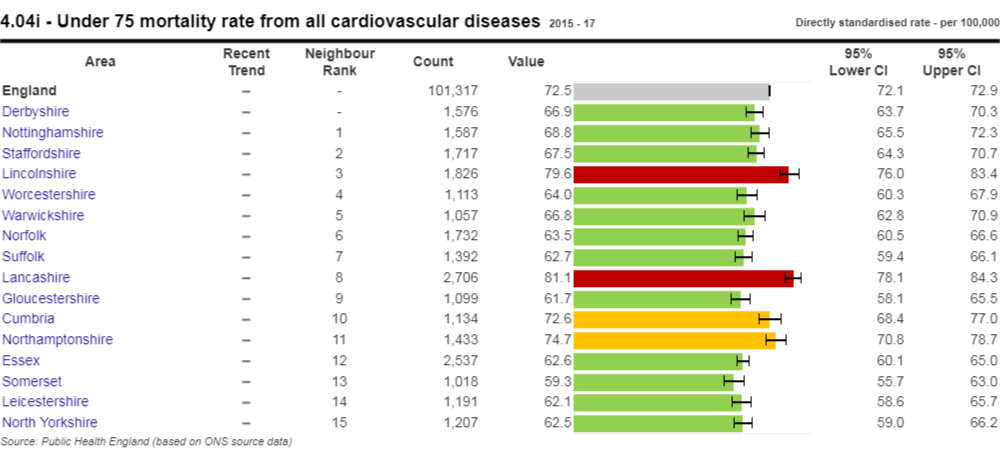 4.04i - Under 75 mortality rate from all cardiovascular diseases 2015 - 17 Directly standardised rate - per 100,000
Area Recent Trend Neighbour Rank Count Value 95% Lower CI 95% Upper CI
England – - 101,317 72.5 72.1 72.9
Derbyshire – - 1,576 66.9 63.7 70.3
Nottinghamshire – 1 1,587 68.8 65.5 72.3
Staffordshire – 2 1,717 67.5 64.3 70.7
Lincolnshire – 3 1,826 79.6 76.0 83.4
Worcestershire – 4 1,113 64.0 60.3 67.9
Warwickshire – 5 1,057 66.8 62.8 70.9
Norfolk – 6 1,732 63.5 60.5 66.6
Suffolk – 7 1,392 62.7 59.4 66.1
Lancashire – 8 2,706 81.1 78.1 84.3
Gloucestershire – 9 1,099 61.7 58.1 65.5
Cumbria – 10 1,134 72.6 68.4 77.0
Northamptonshire – 11 1,433 74.7 70.8 78.7
Essex – 12 2,537 62.6 60.1 65.0
Somerset – 13 1,018 59.3 55.7 63.0
Leicestershire – 14 1,191 62.1 58.6 65.7
North Yorkshire – 15 1,207 62.5 59.0 66.2
Source: Public Health England (based on ONS source data)